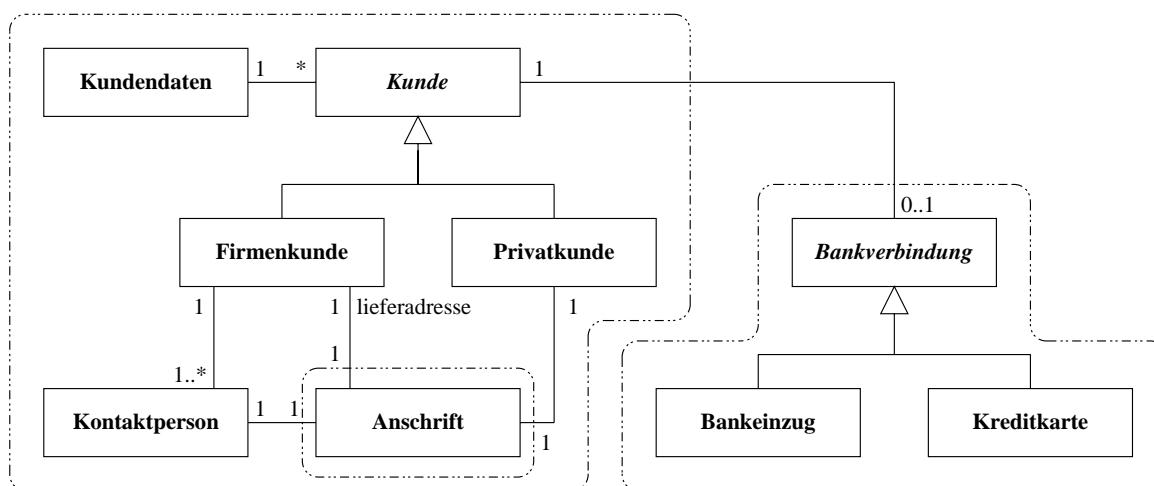 Kundendaten
1
*
Kunde
1
0..1
Firmenkunde
Privatkunde
Bankverbindung
1
1
lieferadresse
1
1
1..*
Kontaktperson
1
1
Anschrift
1
Bankeinzug
Kreditkarte